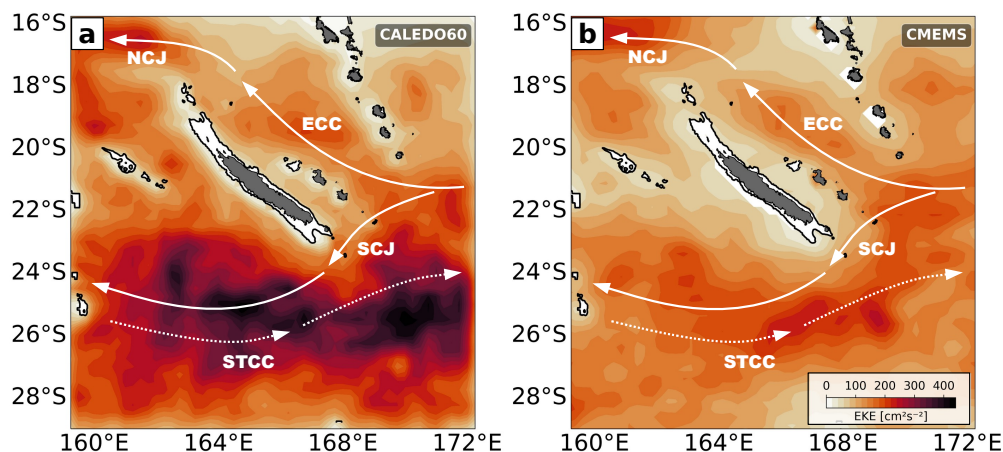 a
CALEDO60
NCJ
ECC
SCJ
STCC
16°S
18°S
20°S
22°S
24°S
26°S
28°S
160°E
164°E
168°E
172°E
b
CMEMS
NCJ
ECC
SCJ
STCC
16°S
18°S
20°S
22°S
24°S
26°S
28°S
0 100 200 300 400
EKE [cm²s⁻²]
160°E
164°E
168°E
172°E